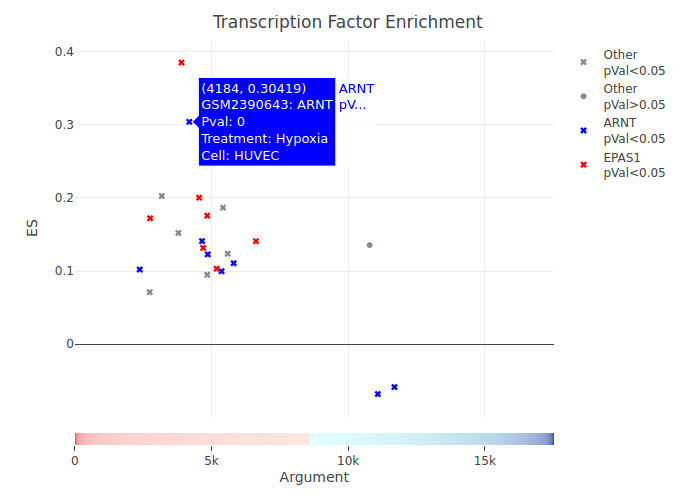 Transcription Factor Enrichment
0.4
0.3
0.2
0.1
0
ES
(4184, 0.30419)
GSM2390643: ARNT
Pval: 0
Treatment: Hypoxia
Cell: HUVEC
ARNT
pV...
Other
pVal<0.05
Other
pVal>0.05
ARNT
pVal<0.05
EPAS1
pVal<0.05
0
5k
10k
15k
Argument